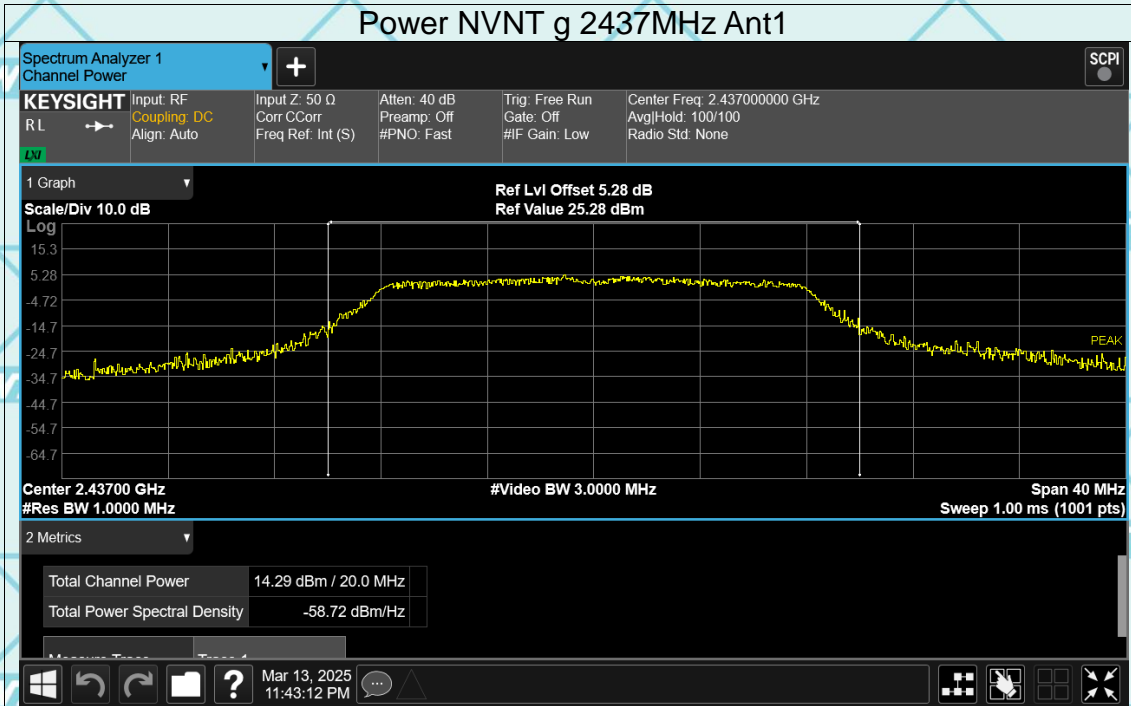 Power NVNT g 2437MHz Ant1
Spectrum Analyzer 1
Channel Power
SCPI
KEYSIGHT
R L
LXI
Input: RF
Coupling: DC
Align: Auto
Input Z: 50 Ω
Corr CCorr
Freq Ref: Int (S)
Atten: 40 dB
Preamp: Off
#PNO: Fast
Trig: Free Run
Gate: Off
#IF Gain: Low
Center Freq: 2.437000000 GHz
Avg|Hold: 100/100
Radio Std: None
1 Graph
Scale/Div 10.0 dB
Ref Lvl Offset 5.28 dB
Ref Value 25.28 dBm
Log
15.3
5.28
-4.72
-14.7
-24.7
-34.7
-44.7
-54.7
-64.7
PEAK
Center 2.43700 GHz
#Res BW 1.0000 MHz
#Video BW 3.0000 MHz
Span 40 MHz
Sweep 1.00 ms (1001 pts)
2 Metrics
Total Channel Power 14.29 dBm / 20.0 MHz
Total Power Spectral Density -58.72 dBm/Hz
Mar 13, 2025
11:43:12 PM